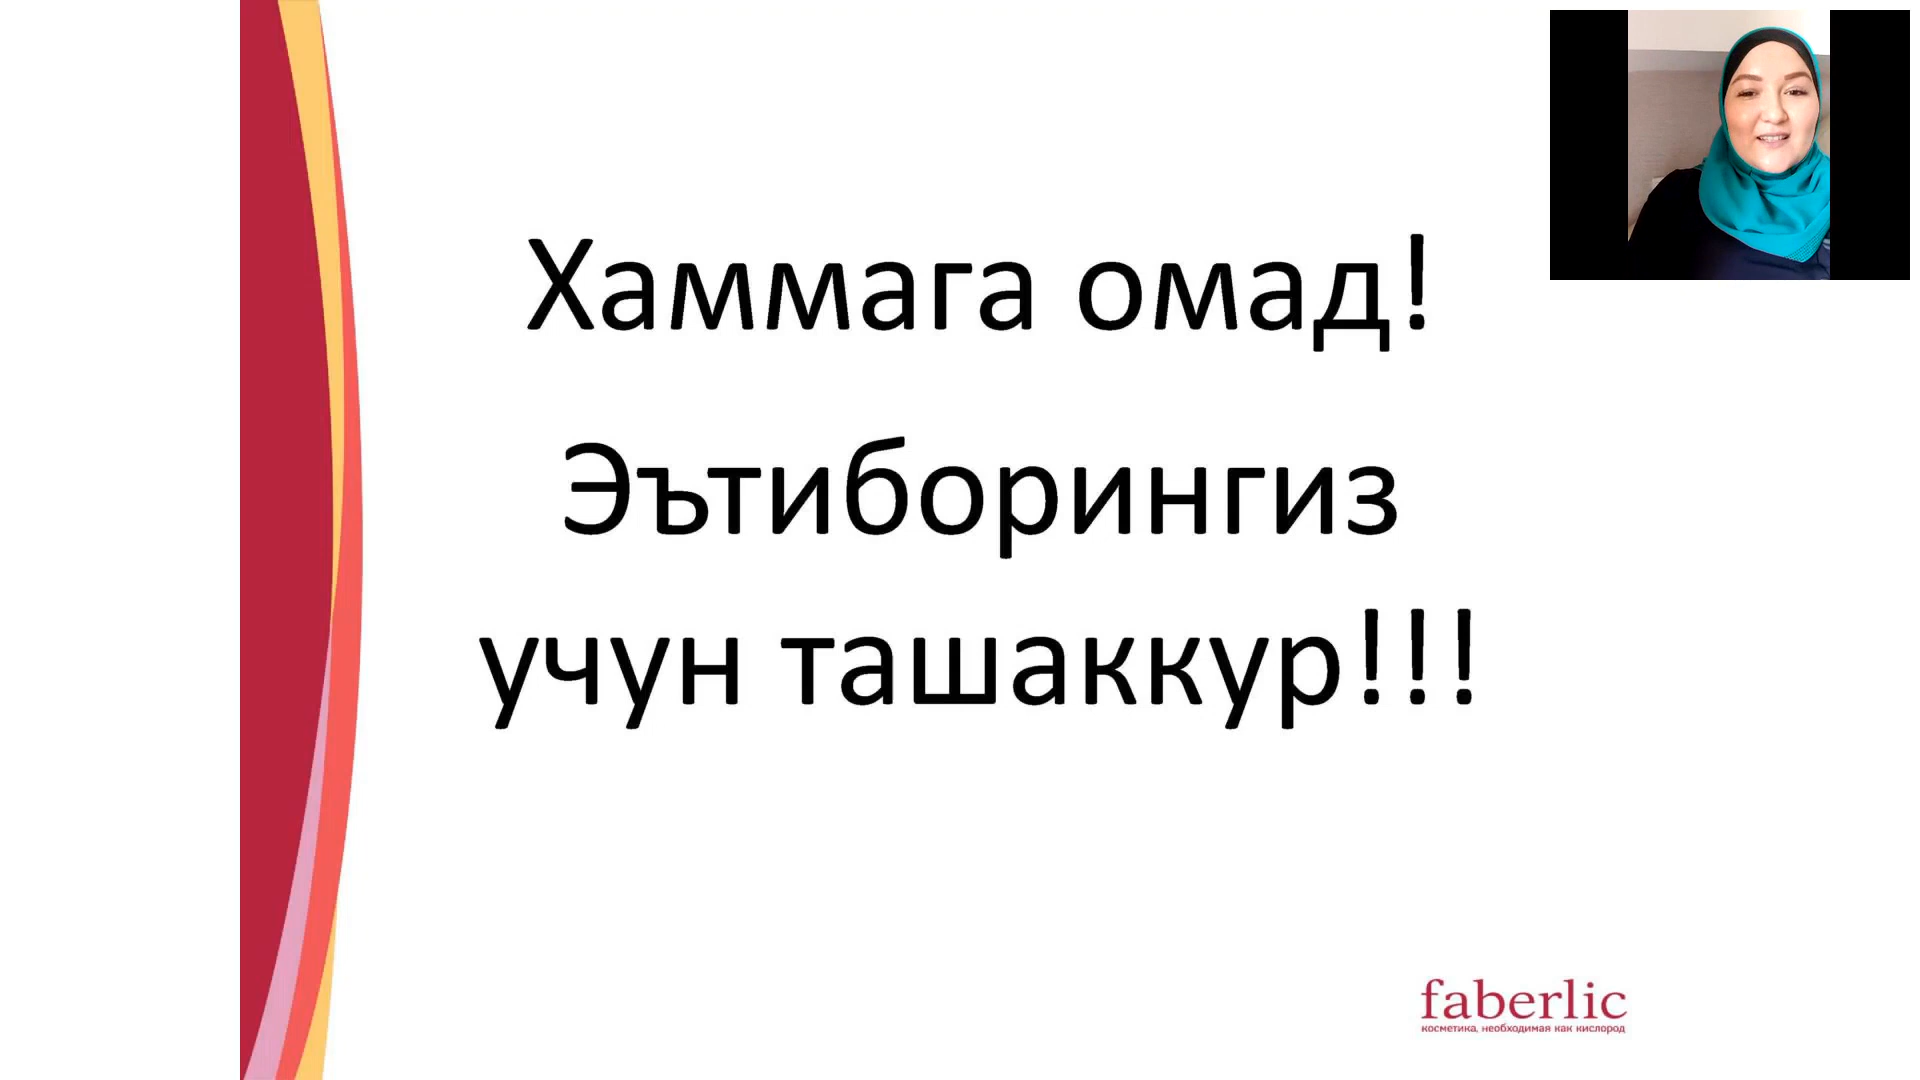 Хаммага омад!
Эътиборингиз
учун ташаккур!!!
faberlic
косметика, необходимая как кислород